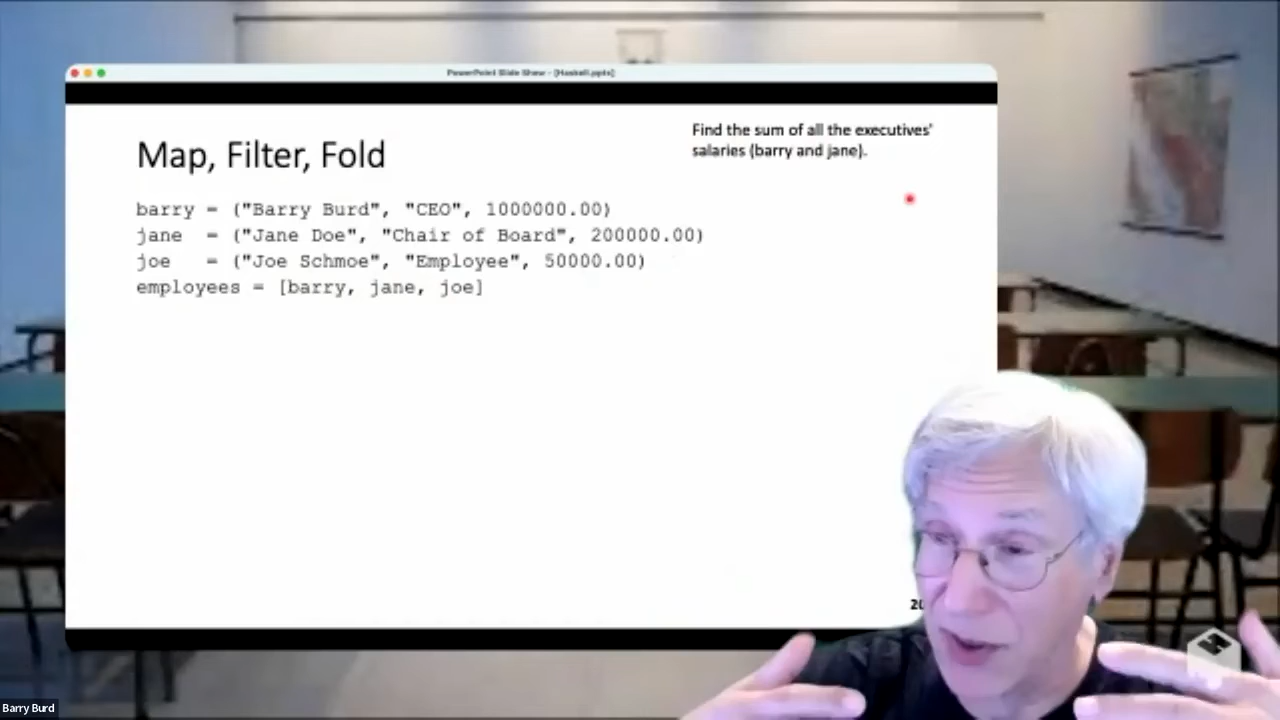 PowerPoint Slide Show - [Haskell.pptx]
Map, Filter, Fold
Find the sum of all the executives'
salaries (barry and jane).
barry = ("Barry Burd", "CEO", 1000000.00)
jane  = ("Jane Doe", "Chair of Board", 200000.00)
joe   = ("Joe Schmoe", "Employee", 50000.00)
employees = [barry, jane, joe]
Barry Burd